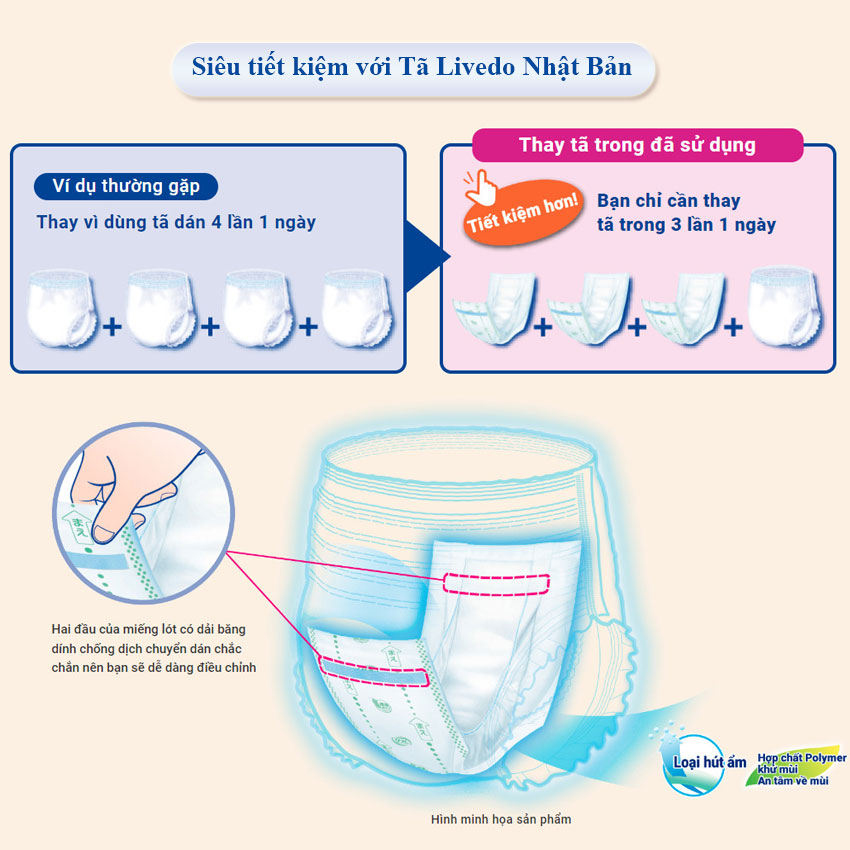 Siêu tiết kiệm với Tã Livedo Nhật Bản
Ví dụ thường gặp
Thay vì dùng tã dán 4 lần 1 ngày
+
+
+
Thay tã trong đã sử dụng
Tiết kiệm hơn!
Bạn chỉ cần thay
tã trong 3 lần 1 ngày
+
+
+
まえ
Hai đầu của miếng lót có dải băng
dính chống dịch chuyển dán chắc
chắn nên bạn sẽ dễ dàng điều chỉnh
まえ
まえ
Loại hút ẩm
Hợp chất Polymer
khử mùi
An tâm về mùi
Hình minh họa sản phẩm